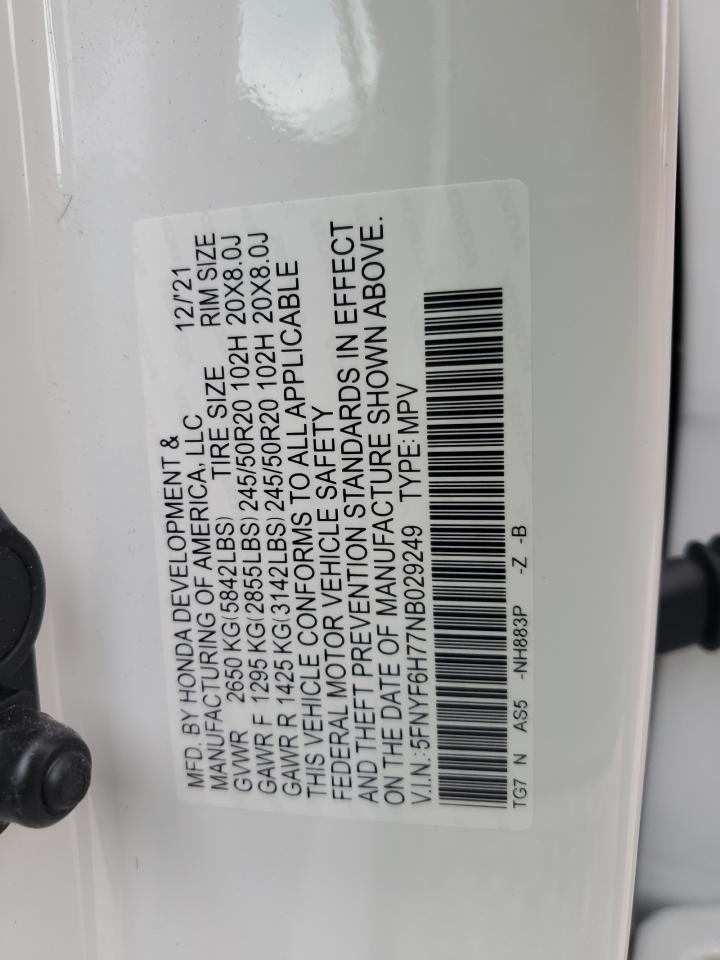 MFD. BY HONDA DEVELOPMENT &
MANUFACTURING OF AMERICA, LLC 12/'21
GVWR 2650 KG(5842LBS) TIRE SIZE RIM SIZE
GAWR F 1295 KG(2855LBS) 245/50R20 102H 20X8.0J
GAWR R 1425 KG(3142LBS) 245/50R20 102H 20X8.0J
THIS VEHICLE CONFORMS TO ALL APPLICABLE
FEDERAL MOTOR VEHICLE SAFETY
AND THEFT PREVENTION STANDARDS IN EFFECT
ON THE DATE OF MANUFACTURE SHOWN ABOVE.
V.I.N.:5FNYF6H77NB029249 TYPE:MPV
TG7 N AS5 -NH883P -Z -B